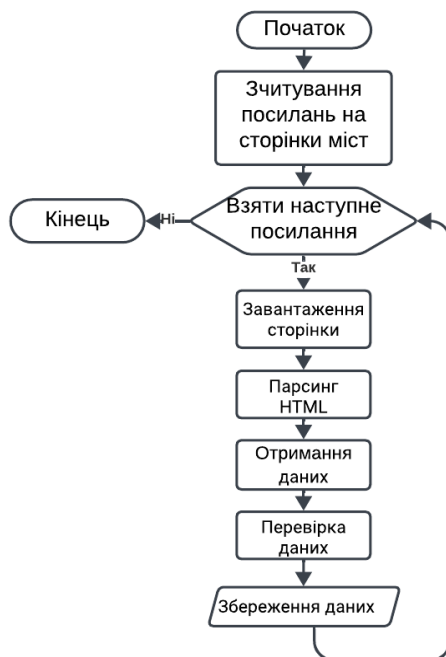 Початок
Зчитування
посилань на
сторінки міст
Взяти наступне
посилання
Кінець
Ні
Так
Завантаження
сторінки
Парсинг
HTML
Отримання
даних
Перевірка
даних
Збереження даних